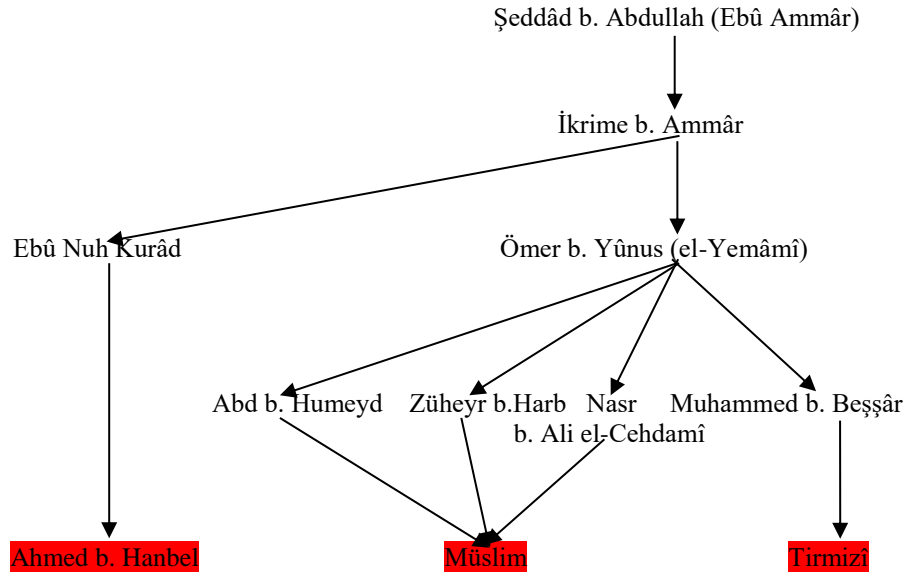 Şeddâd b. Abdullah (Ebû Ammâr)
İkrime b. Ammâr
Ebû Nuh Kurâd
Ömer b. Yûnus (el-Yemâmî)
Abd b. Humeyd
Züheyr b.Harb
Nasr
b. Ali el-Cehdamî
Muhammed b. Beşşâr
Ahmed b. Hanbel
Müslim
Tirmizî